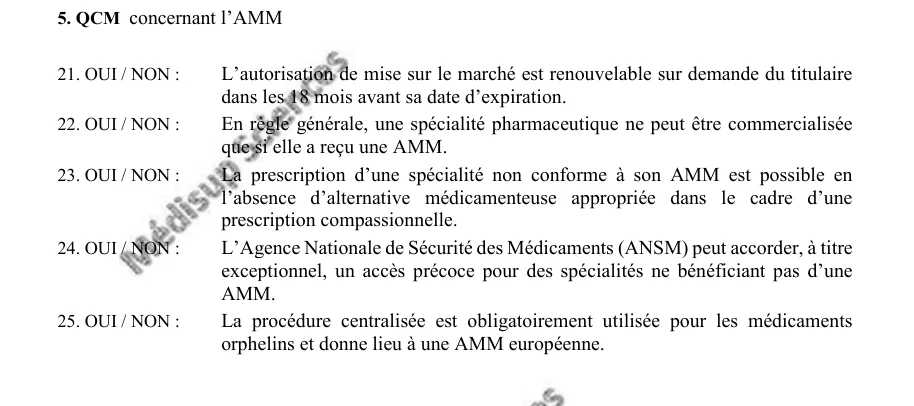 5. QCM concernant l’AMM
21. OUI / NON : L’autorisation de mise sur le marché est renouvelable sur demande du titulaire
dans les 18 mois avant sa date d’expiration.
22. OUI / NON : En règle générale, une spécialité pharmaceutique ne peut être commercialisée
que si elle a reçu une AMM.
23. OUI / NON : La prescription d’une spécialité non conforme à son AMM est possible en
l’absence d’alternative médicamenteuse appropriée dans le cadre d’une
prescription compassionnelle.
24. OUI / NON : L’Agence Nationale de Sécurité des Médicaments (ANSM) peut accorder, à titre
exceptionnel, un accès précoce pour des spécialités ne bénéficiant pas d’une
AMM.
25. OUI / NON : La procédure centralisée est obligatoirement utilisée pour les médicaments
orphelins et donne lieu à une AMM européenne.
Médisup Sciences